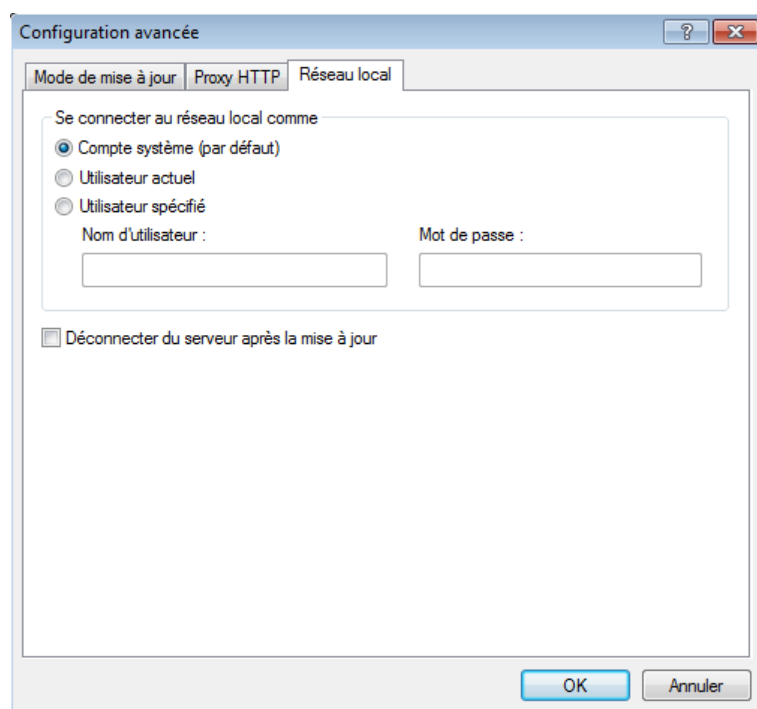 Configuration avancée
Mode de mise à jour Proxy HTTP Réseau local
Se connecter au réseau local comme
Compte système (par défaut)
Utilisateur actuel
Utilisateur spécifié
Nom d'utilisateur : Mot de passe :
Déconnecter du serveur après la mise à jour
OK Annuler